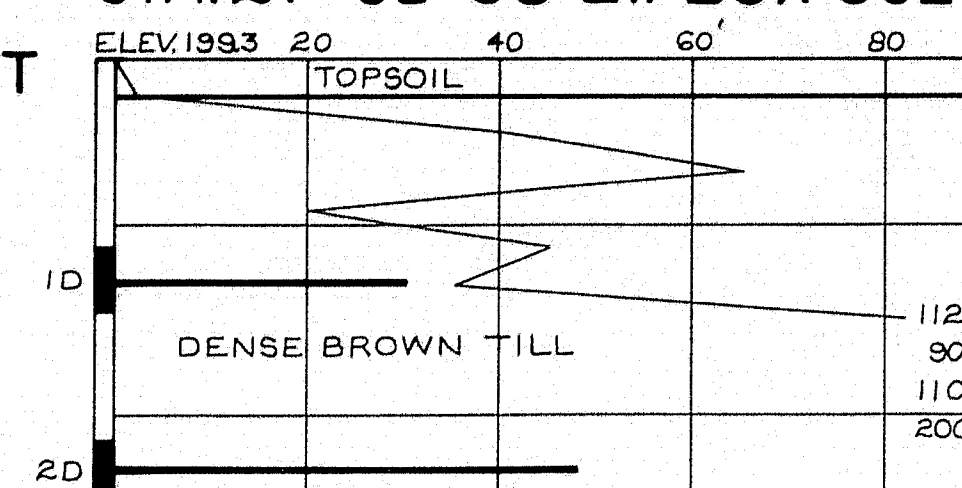 T
ELEV. 199.3 20 40 60 80
TOPSOIL
1D
112
DENSE BROWN TILL
90
110
200
2D